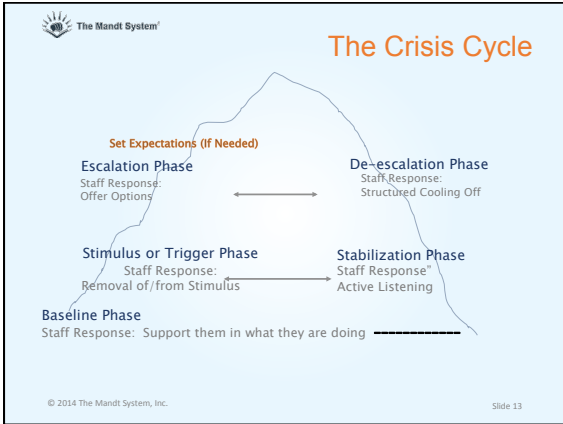 The Mandt System®
The Crisis Cycle
Set Expectations (If Needed)
Escalation Phase
Staff Response:
Offer Options
De-escalation Phase
Staff Response:
Structured Cooling Off
Stimulus or Trigger Phase
Staff Response:
Removal of/from Stimulus
Stabilization Phase
Staff Response"
Active Listening
Baseline Phase
Staff Response: Support them in what they are doing
© 2014 The Mandt System, Inc.
Slide 13